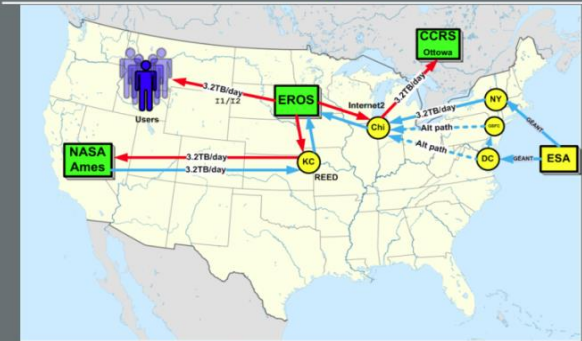 CCRS
Ottowa
3.2TB/day
Users
3.2TB/day
I1/I2
EROS
Internet2
3.2TB/day
NY
Chi
Alt path
GEANT
Alt path
DC
GEANT
ESA
NASA
Ames
3.2TB/day
3.2TB/day
KC
REED